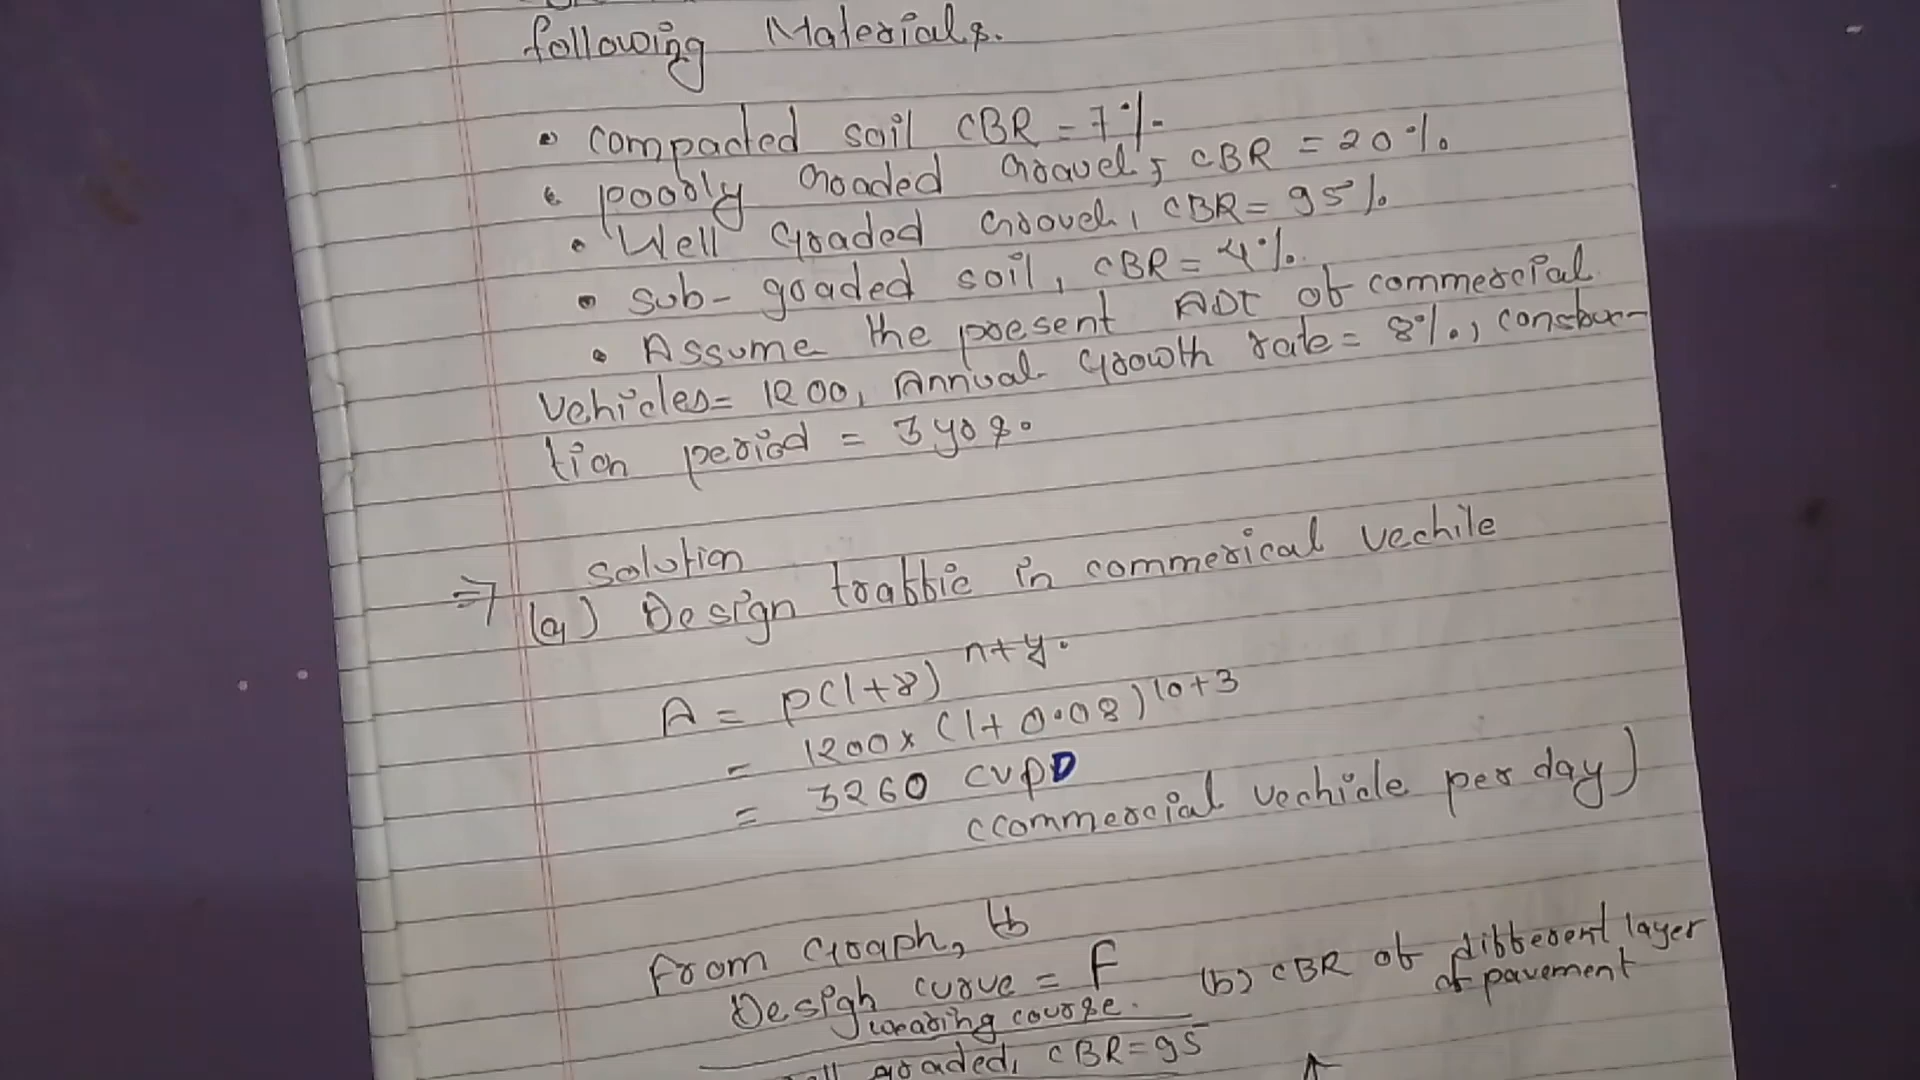 following Materials.
• compacted soil CBR = 7%
• poorly Graded Gravel, CBR = 20%
• Well Graded Gravel, CBR = 95%
• Sub-graded soil, CBR = 4%.
• Assume the present ADT of commercial
vehicles = 1200, Annual Growth rate = 8%, construc-
tion period = 3 yrs.
⇒ solution
(a) Design traffic in commerical vechile
A = P(1+r)^n+y.
= 1200 x (1+0.08)^10+3
= 3260 CVPD
(commercial vechicle per day)
From Graph,
Design curve = F
(b) CBR of different layer
of pavement
wearing course.
graded, CBR=95